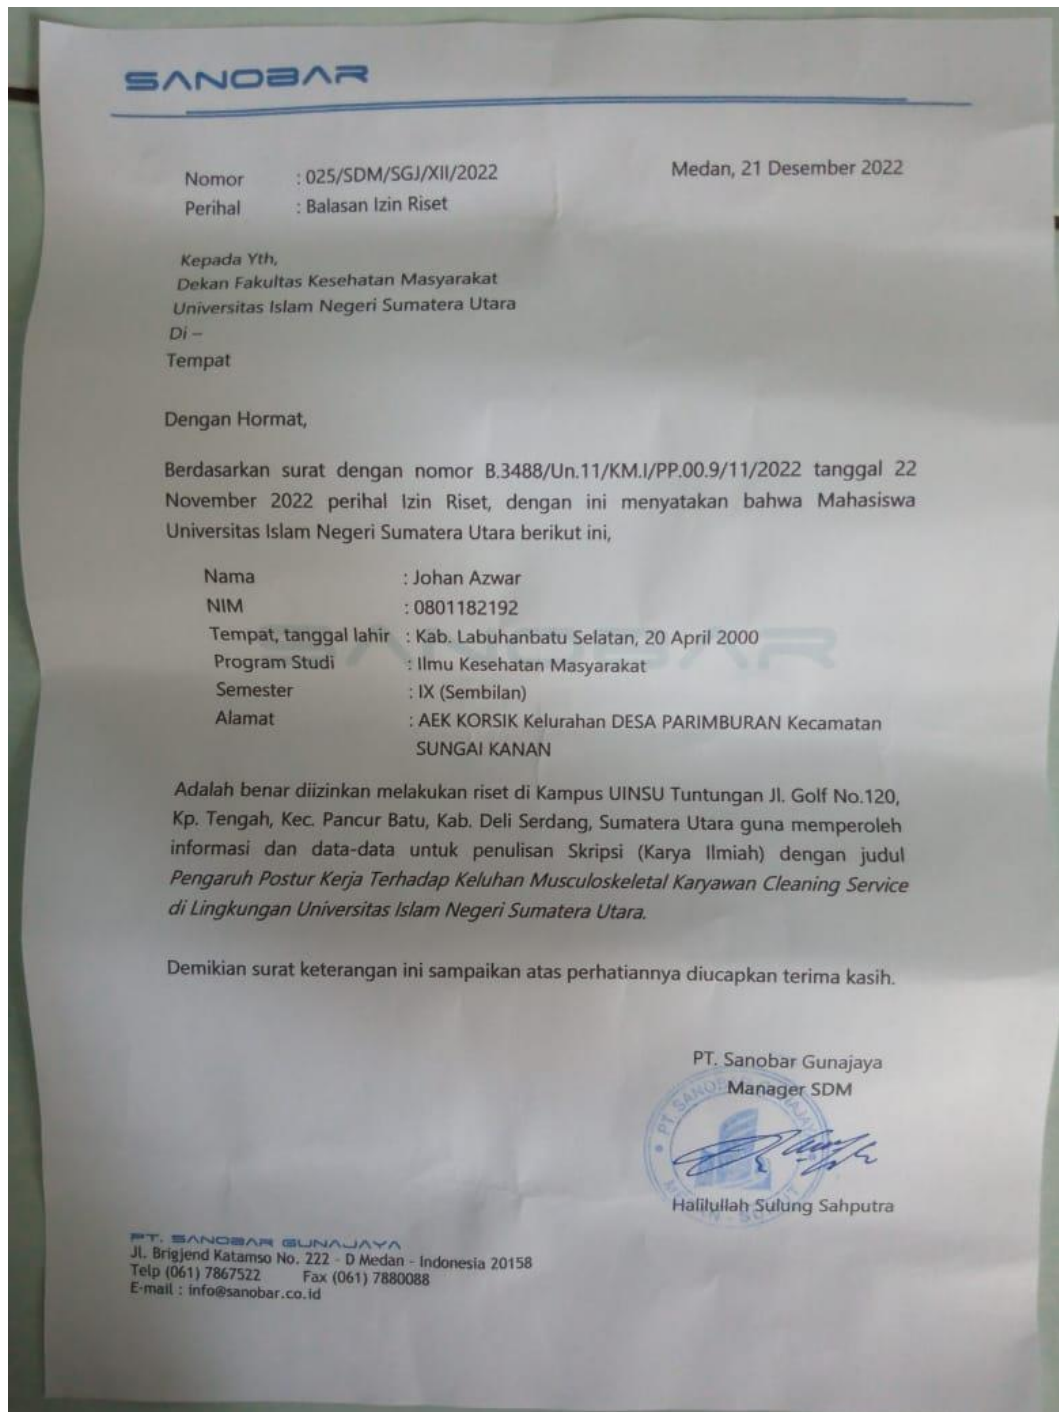 SANOBAR
Nomor : 025/SDM/SGJ/XII/2022 Medan, 21 Desember 2022
Perihal : Balasan Izin Riset
Kepada Yth,
Dekan Fakultas Kesehatan Masyarakat
Universitas Islam Negeri Sumatera Utara
Di –
Tempat
Dengan Hormat,
Berdasarkan surat dengan nomor B.3488/Un.11/KM.I/PP.00.9/11/2022 tanggal 22
November 2022 perihal Izin Riset, dengan ini menyatakan bahwa Mahasiswa
Universitas Islam Negeri Sumatera Utara berikut ini,
SANOBAR
Nama : Johan Azwar
NIM : 0801182192
Tempat, tanggal lahir : Kab. Labuhanbatu Selatan, 20 April 2000
Program Studi : Ilmu Kesehatan Masyarakat
Semester : IX (Sembilan)
Alamat : AEK KORSIK Kelurahan DESA PARIMBURAN Kecamatan
SUNGAI KANAN
Adalah benar diizinkan melakukan riset di Kampus UINSU Tuntungan Jl. Golf No.120,
Kp. Tengah, Kec. Pancur Batu, Kab. Deli Serdang, Sumatera Utara guna memperoleh
informasi dan data-data untuk penulisan Skripsi (Karya Ilmiah) dengan judul
Pengaruh Postur Kerja Terhadap Keluhan Musculoskeletal Karyawan Cleaning Service
di Lingkungan Universitas Islam Negeri Sumatera Utara.
Demikian surat keterangan ini sampaikan atas perhatiannya diucapkan terima kasih.
PT. Sanobar Gunajaya
Manager SDM
PT. SANOBAR GUNAJAYA
Halilullah Sulung Sahputra
PT. SANOBAR GUNAJAYA
Jl. Brigjend Katamso No. 222 - D Medan - Indonesia 20158
Telp (061) 7867522 Fax (061) 7880088
E-mail : info@sanobar.co.id